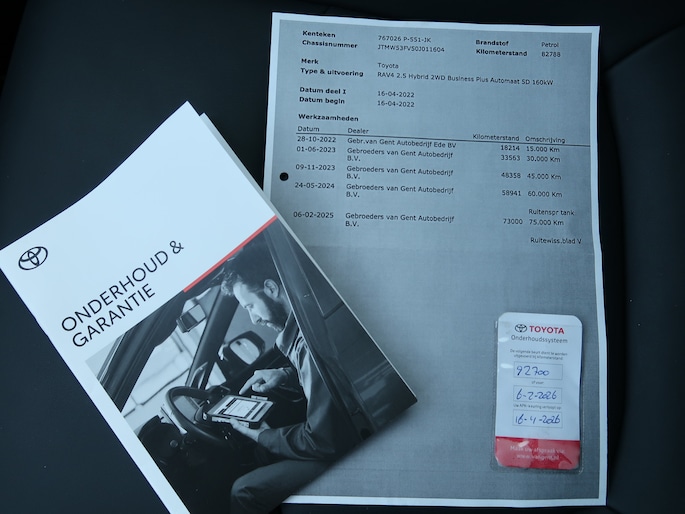 Kenteken 767026 P-551-JK Brandstof Petrol
Chassisnummer JTMW53FV50J011604 Kilometerstand 82788
Merk Toyota
Type & uitvoering RAV4 2.5 Hybrid 2WD Business Plus Automaat SD 160kW
Datum deel I 16-04-2022
Datum begin 16-04-2022
Werkzaamheden
Datum Dealer Kilometerstand Omschrijving
28-10-2022 Gebr.van Gent Autobedrijf Ede BV 18214 15.000 Km
01-06-2023 Gebroeders van Gent Autobedrijf B.V. 33563 30.000 Km
09-11-2023 Gebroeders van Gent Autobedrijf B.V. 48358 45.000 Km
24-05-2024 Gebroeders van Gent Autobedrijf B.V. 58941 60.000 Km
Ruitenspr tank
06-02-2025 Gebroeders van Gent Autobedrijf B.V. 73000 75.000 Km
Ruitewiss.blad V
ONDERHOUD &
GARANTIE
TOYOTA
Onderhoudssysteem
92700
6-2-2026
16-4-2026